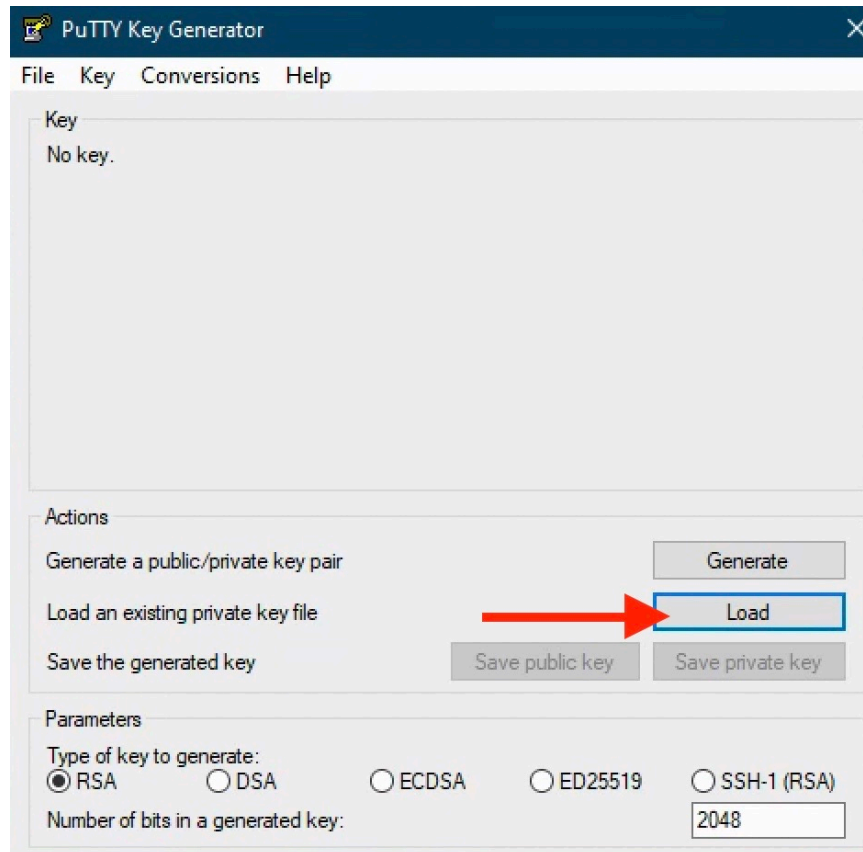 PuTTY Key Generator
File Key Conversions Help
Key
No key.
Actions
Generate a public/private key pair Generate
Load an existing private key file Load
Save the generated key Save public key Save private key
Parameters
Type of key to generate:
RSA DSA ECDSA ED25519 SSH-1 (RSA)
Number of bits in a generated key: 2048